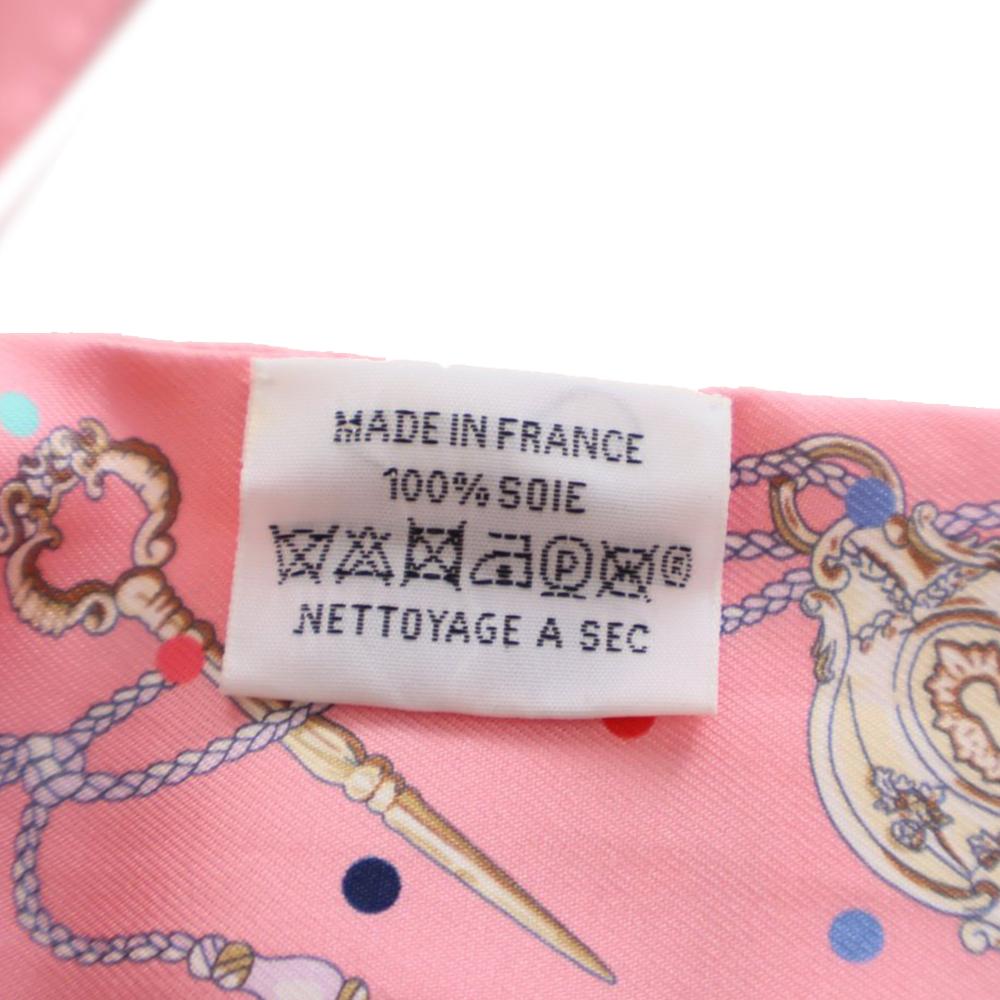 MADE IN FRANCE
100% SOIE
P ®
NETTOYAGE A SEC